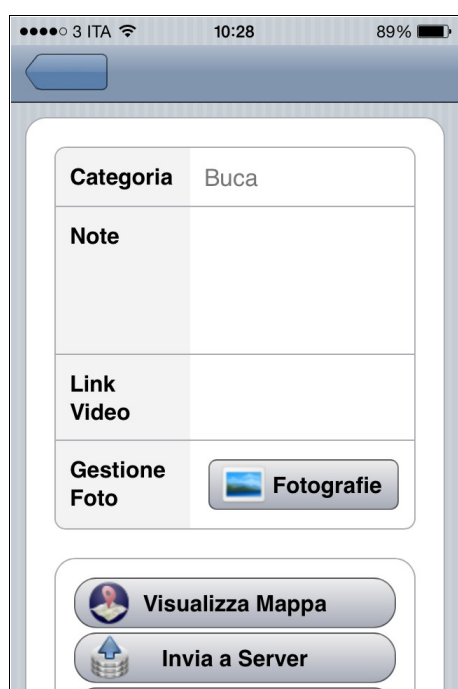 3 ITA 10:28 89%
Categoria Buca
Note
Link
Video
Gestione
Foto
Fotografie
Visualizza Mappa
Invia a Server